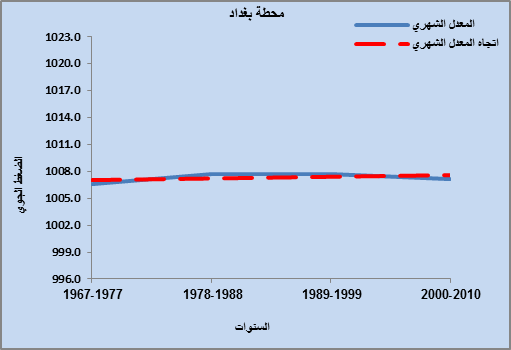 محطة بغداد
المعدل الشهري
اتجاه المعدل الشهري
1023.0
1020.0
1017.0
1014.0
1011.0
1008.0
1005.0
1002.0
999.0
996.0
الضغط الجوي
1967-1977
1978-1988
1989-1999
2000-2010
السنوات